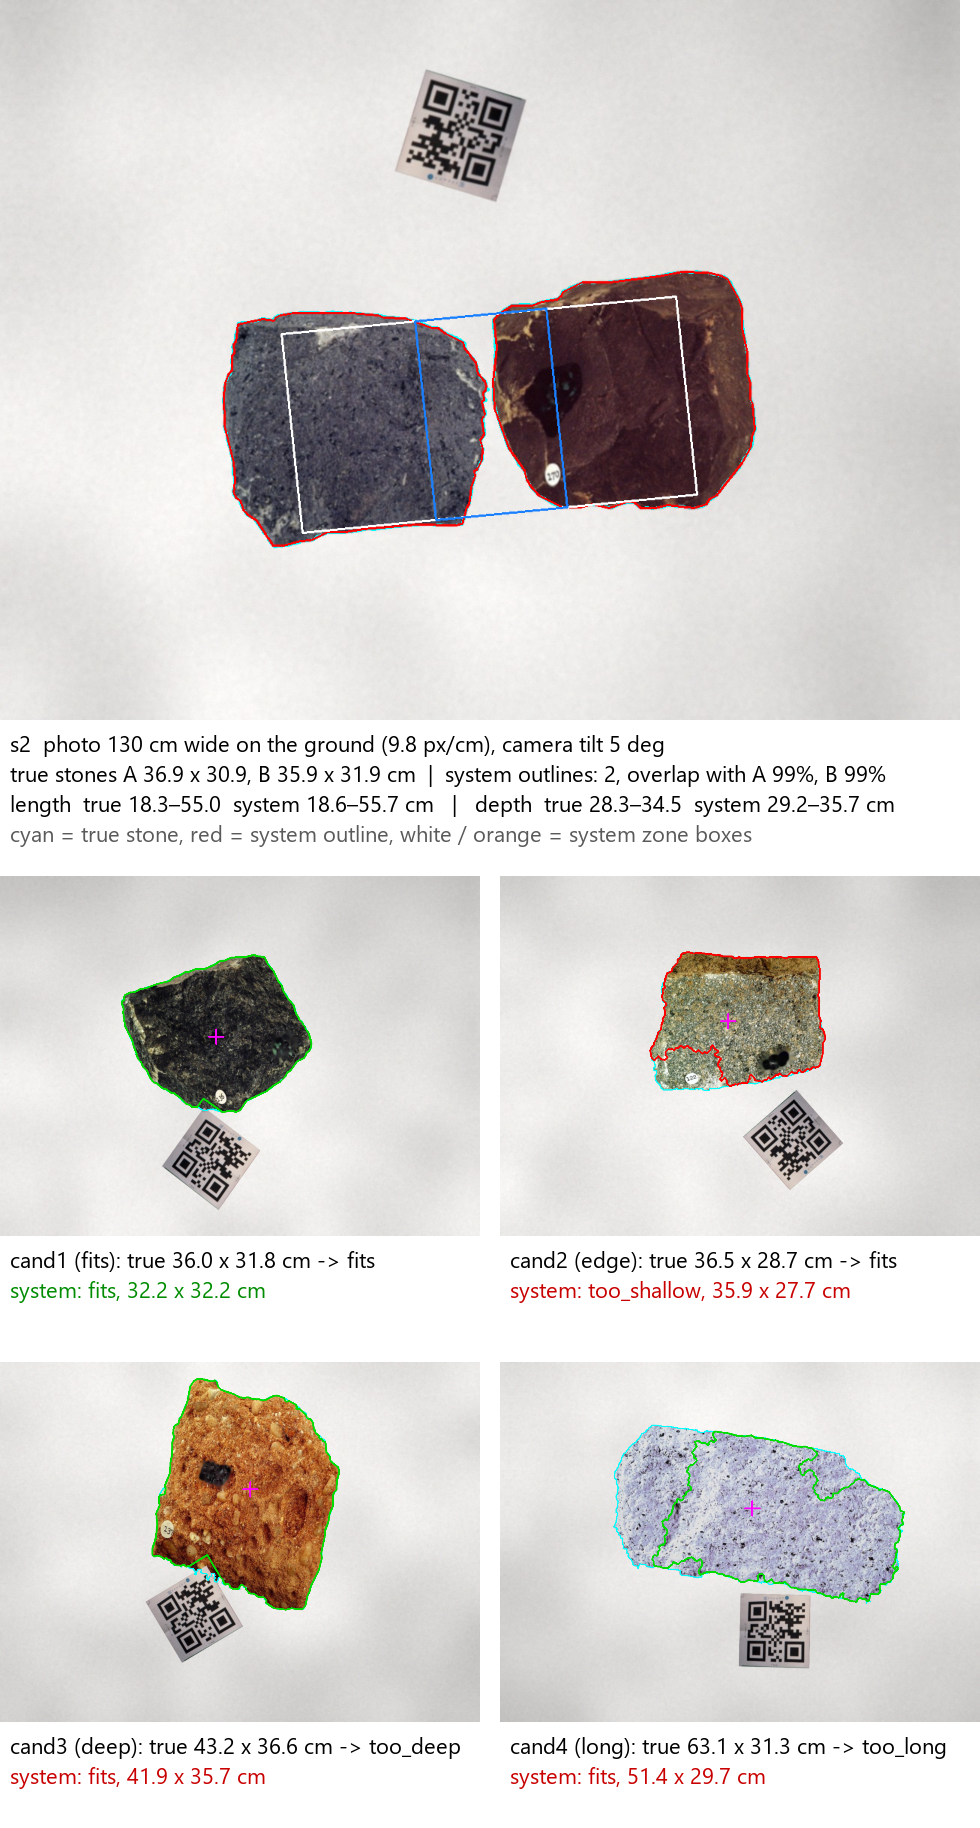 170
s2 photo 130 cm wide on the ground (9.8 px/cm), camera tilt 5 deg
true stones A 36.9 x 30.9, B 35.9 x 31.9 cm | system outlines: 2, overlap with A 99%, B 99%
length true 18.3–55.0 system 18.6–55.7 cm | depth true 28.3–34.5 system 29.2–35.7 cm
cyan = true stone, red = system outline, white / orange = system zone boxes
cand1 (fits): true 36.0 x 31.8 cm -> fits
system: fits, 32.2 x 32.2 cm
cand2 (edge): true 36.5 x 28.7 cm -> fits
system: too_shallow, 35.9 x 27.7 cm
cand3 (deep): true 43.2 x 36.6 cm -> too_deep
system: fits, 41.9 x 35.7 cm
cand4 (long): true 63.1 x 31.3 cm -> too_long
system: fits, 51.4 x 29.7 cm